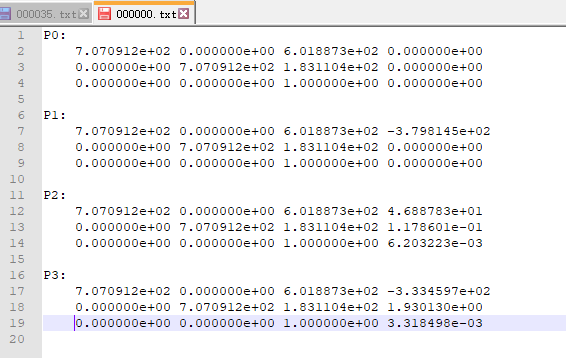 000035.txt 000000.txt
1 P0:
2 7.070912e+02 0.000000e+00 6.018873e+02 0.000000e+00
3 0.000000e+00 7.070912e+02 1.831104e+02 0.000000e+00
4 0.000000e+00 0.000000e+00 1.000000e+00 0.000000e+00
5
6 P1:
7 7.070912e+02 0.000000e+00 6.018873e+02 -3.798145e+02
8 0.000000e+00 7.070912e+02 1.831104e+02 0.000000e+00
9 0.000000e+00 0.000000e+00 1.000000e+00 0.000000e+00
10
11 P2:
12 7.070912e+02 0.000000e+00 6.018873e+02 4.688783e+01
13 0.000000e+00 7.070912e+02 1.831104e+02 1.178601e-01
14 0.000000e+00 0.000000e+00 1.000000e+00 6.203223e-03
15
16 P3:
17 7.070912e+02 0.000000e+00 6.018873e+02 -3.334597e+02
18 0.000000e+00 7.070912e+02 1.831104e+02 1.930130e+00
19 0.000000e+00 0.000000e+00 1.000000e+00 3.318498e-03
20